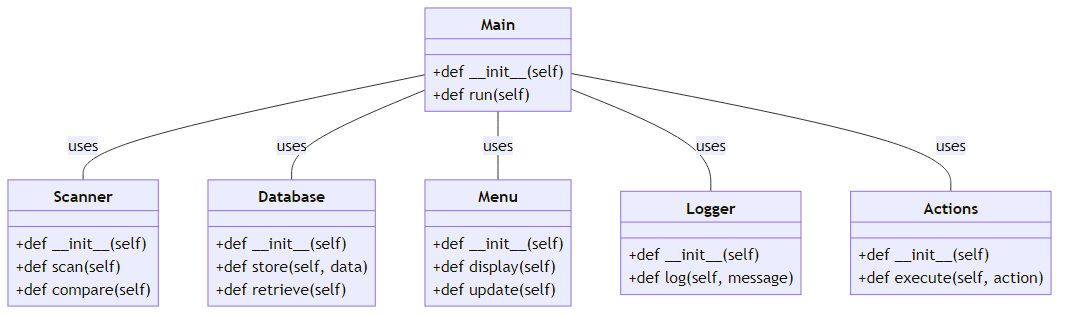 Main
+def __init__(self)
+def run(self)
uses
uses
uses
uses
uses
Scanner
+def __init__(self)
+def scan(self)
+def compare(self)
Database
+def __init__(self)
+def store(self, data)
+def retrieve(self)
Menu
+def __init__(self)
+def display(self)
+def update(self)
Logger
+def __init__(self)
+def log(self, message)
Actions
+def __init__(self)
+def execute(self, action)